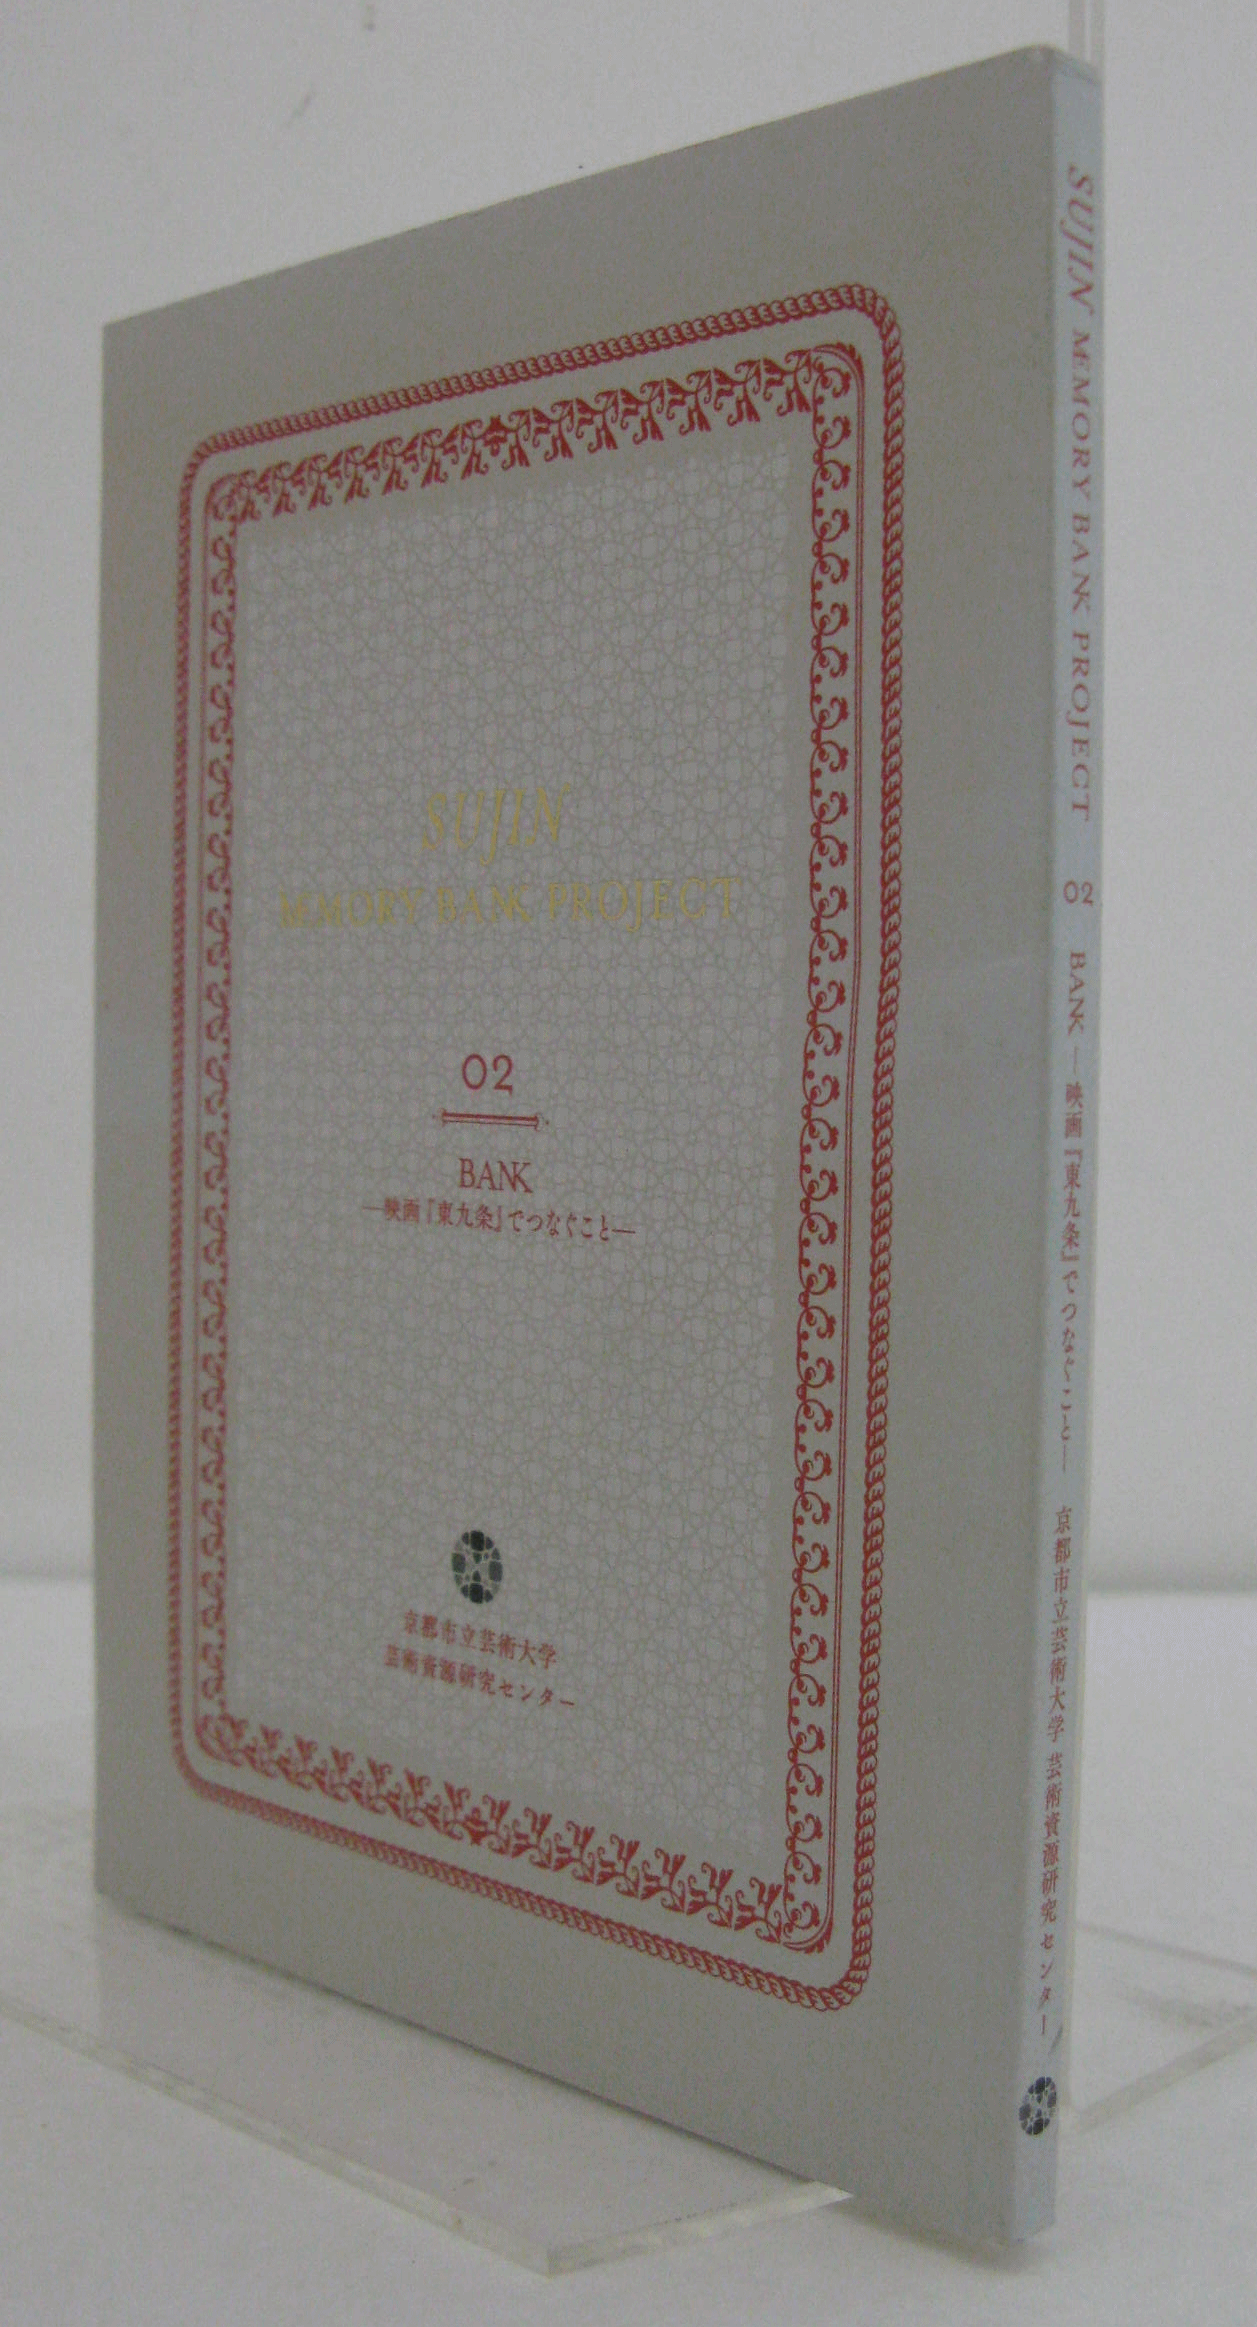 SUJIN
MEMORY BANK PROJECT
02
BANK
―映画『東九条』でつなぐこと―
京都市立芸術大学
芸術資源研究センター
SUJIN MEMORY BANK PROJECT 02 BANK ―映画『東九条』でつなぐこと― 京都市立芸術大学 芸術資源研究センター